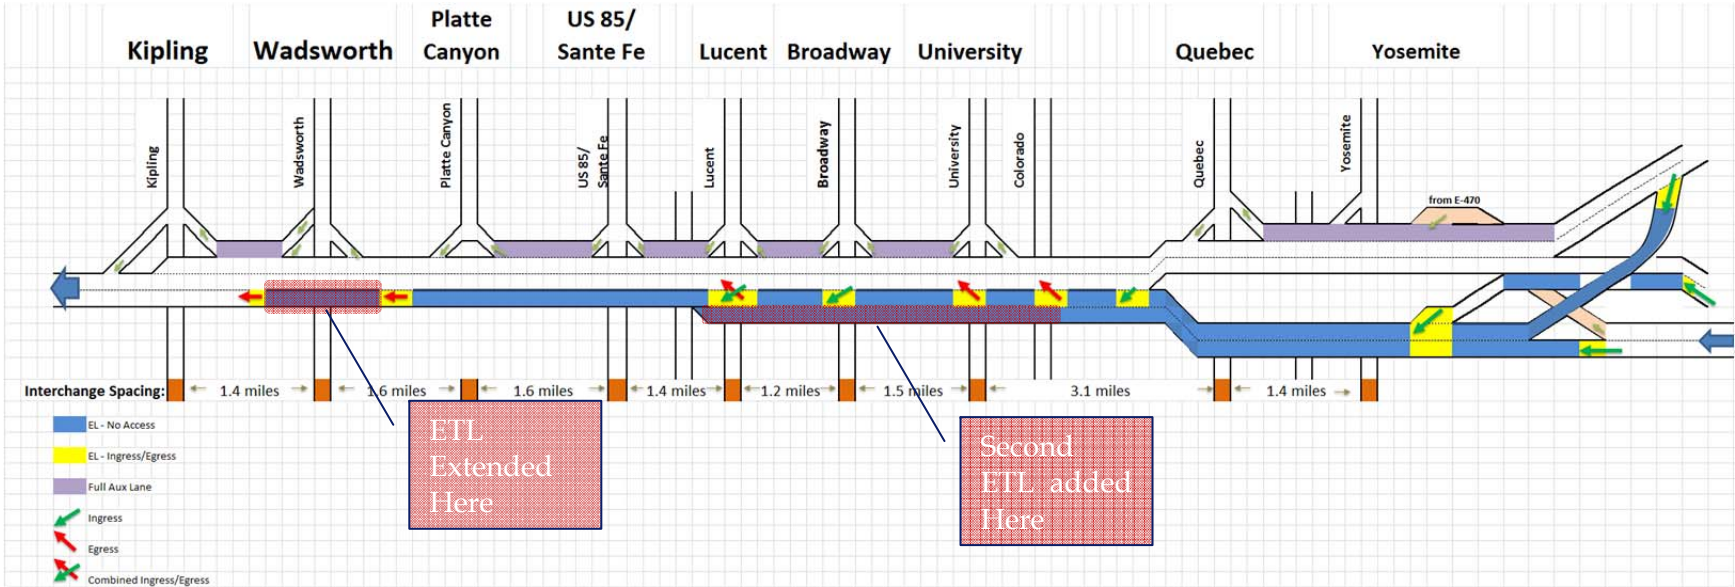 Platte
US 85/
Kipling Wadsworth Canyon Sante Fe Lucent Broadway University Quebec Yosemite
Kipling
Wadsworth
Platte Canyon
US 85/
Sante Fe
Lucent
Broadway
University
Colorado
Quebec
Yosemite
from E-470
Interchange Spacing: 1.4 miles 1.6 miles 1.6 miles 1.4 miles 1.2 miles 1.5 miles 3.1 miles 1.4 miles
EL - No Access
EL - Ingress/Egress
Full Aux Lane
Ingress
Egress
Combined Ingress/Egress
ETL
Extended
Here
Second
ETL added
Here